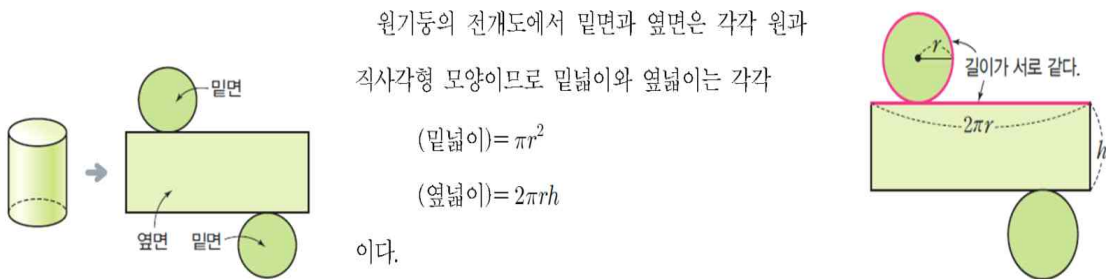 밑면
옆면
밑면
원기둥의 전개도에서 밑면과 옆면은 각각 원과
직사각형 모양이므로 밑넓이와 옆넓이는 각각
(밑넓이)= πr²
(옆넓이)= 2πrh
이다.
r
길이가 서로 같다.
2πr
h